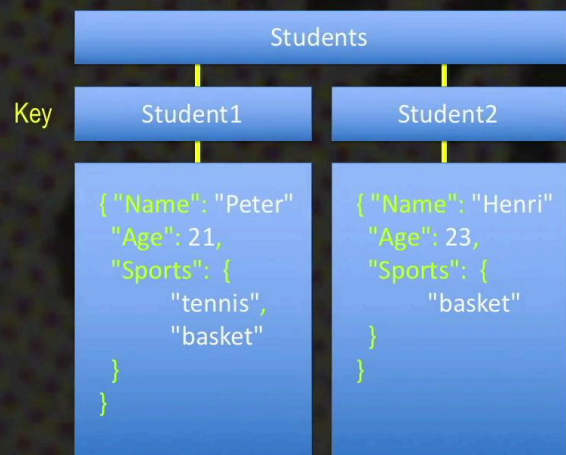 Students
Key
Student1
Student2
{ "Name": "Peter"
"Age": 21,
"Sports": {
"tennis",
"basket"
}
}
{ "Name": "Henri"
"Age": 23,
"Sports": {
"basket"
}
}